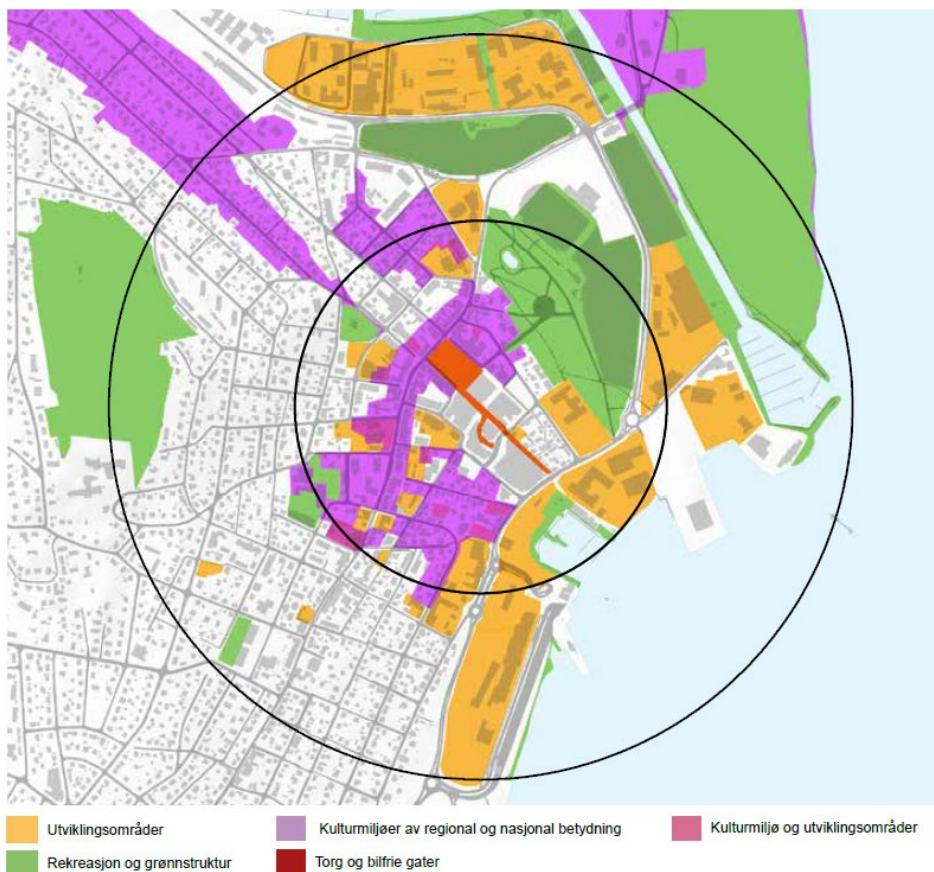 Utviklingsområder
Kulturmiljøer av regional og nasjonal betydning
Kulturmiljø og utviklingsområder
Rekreasjon og grønnstruktur
Torg og bilfrie gater